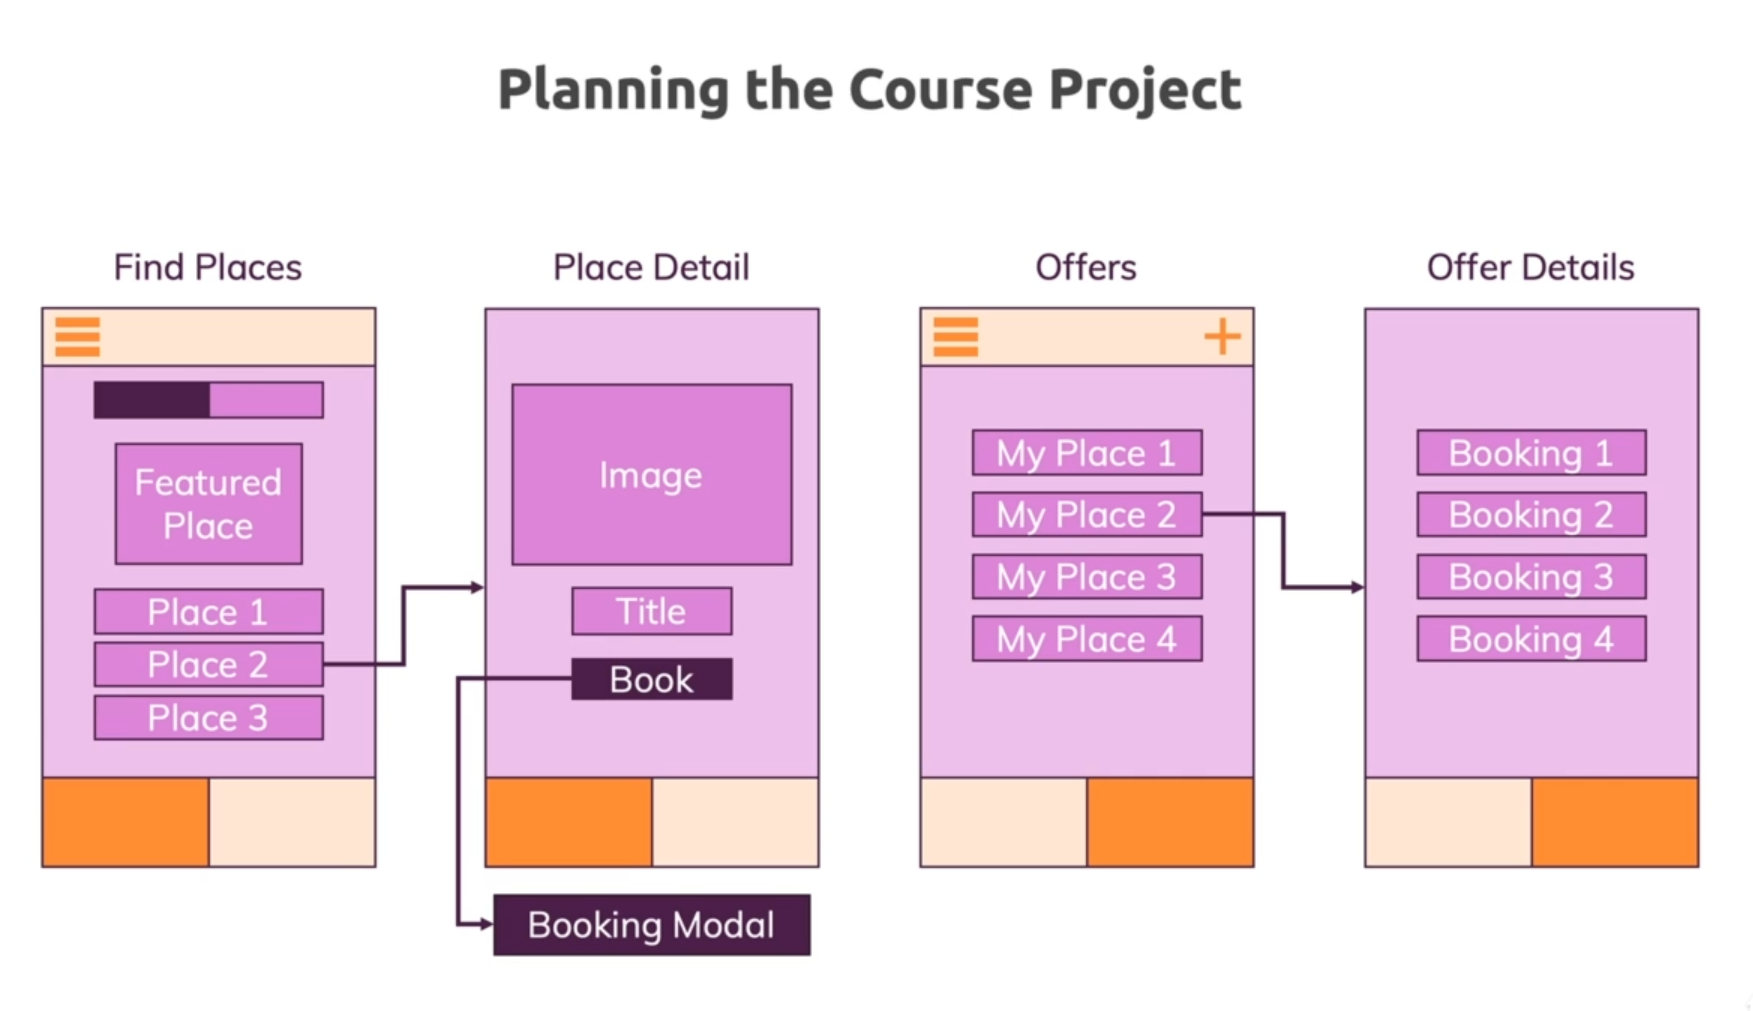 Planning the Course Project
Find Places
Featured
Place
Place 1
Place 2
Place 3
Place Detail
Image
Title
Book
Booking Modal
Offers
My Place 1
My Place 2
My Place 3
My Place 4
Offer Details
Booking 1
Booking 2
Booking 3
Booking 4